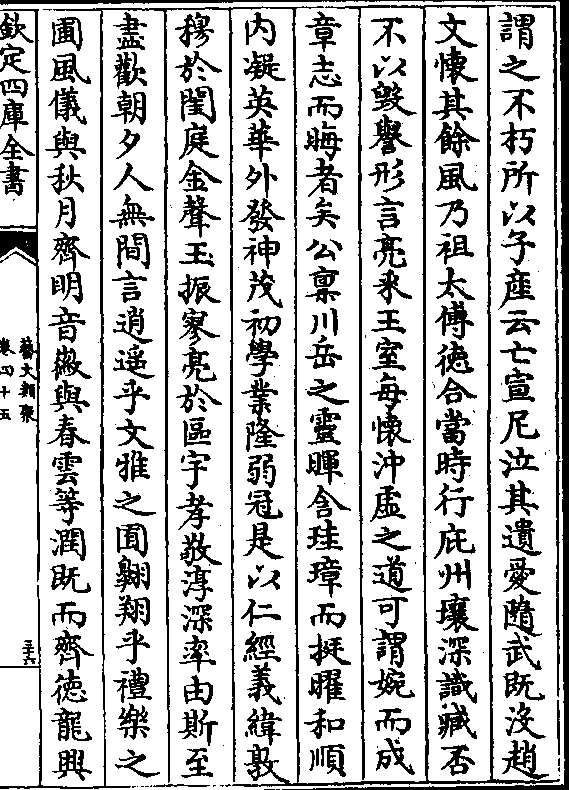 謂之不朽所以子産云亡宣尼泣其遺愛隨武既沒趙
文懷其餘風乃祖太傅徳合當時行庇州壤深識臧否
不以毀譽形言亮采王室每懷沖虛之道可謂婉而成
章志而晦者矣公禀川岳之靈暉含珪璋而挺曜和順
内凝英華外發神茂初學業隆弱冠是以仁經義緯敦
穆於閨庭金聲玉振寥亮於區宇孝敬淳深率由斯至
盡歡朝夕人無間言逍遥乎文雅之囿翺翔乎禮樂之
圃風儀與秋月齊明音徽與春雲等潤既而齊徳龍興
欽定四庫全書
藝文類聚
卷四十五
三十六